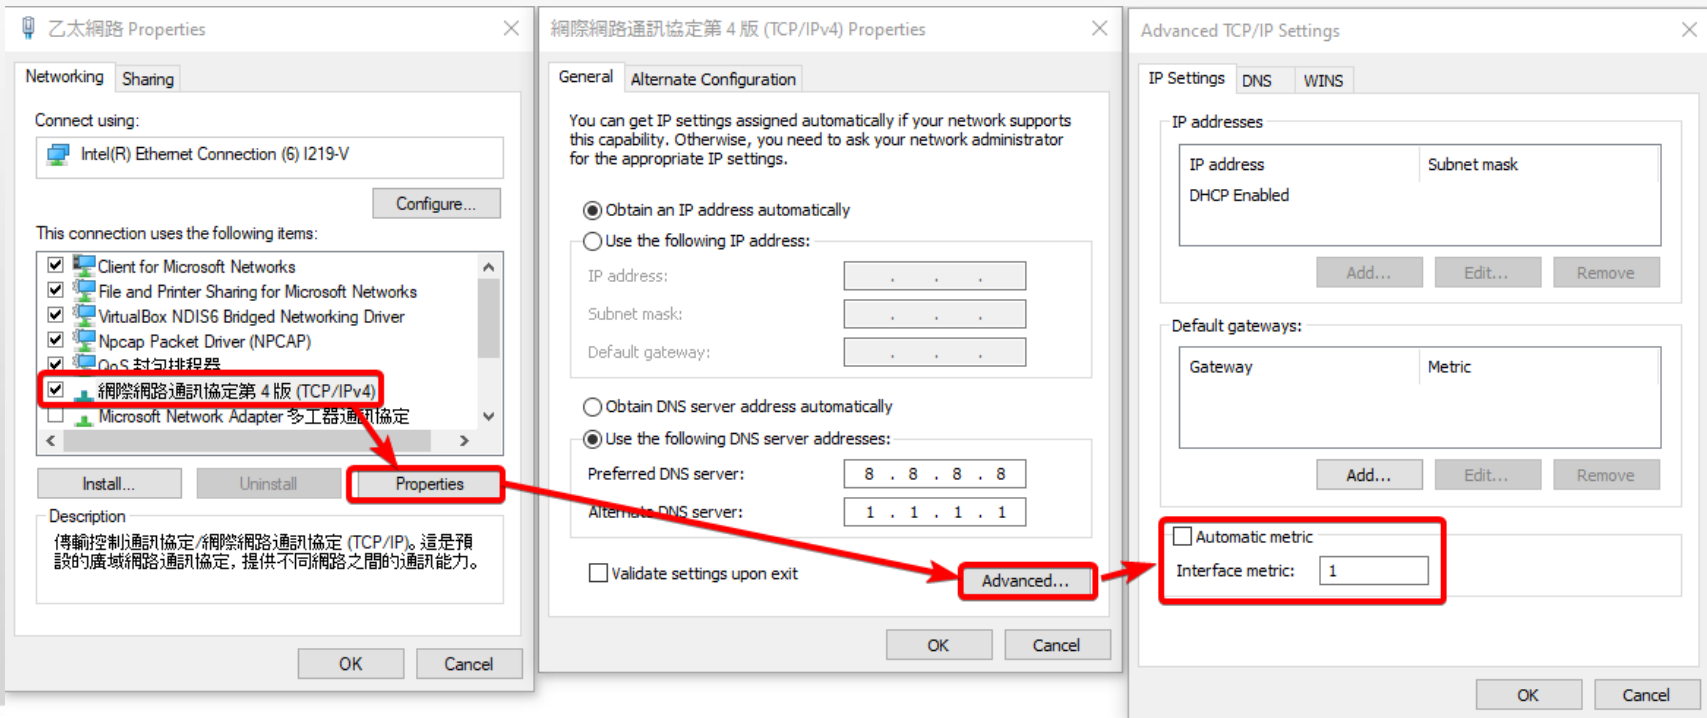 乙太網路 Properties
Networking
Sharing
Connect using:
Intel(R) Ethernet Connection (6) I219-V
Configure...
This connection uses the following items:
Client for Microsoft Networks
File and Printer Sharing for Microsoft Networks
VirtualBox NDIS6 Bridged Networking Driver
Npcap Packet Driver (NPCAP)
QoS 封包排程器
網際網路通訊協定第 4 版 (TCP/IPv4)
Microsoft Network Adapter 多工器通訊協定
Install...
Uninstall
Properties
Description
傳輸控制通訊協定/網際網路通訊協定 (TCP/IP)。這是預
設的廣域網路通訊協定，提供不同網路之間的通訊能力。
OK
Cancel
網際網路通訊協定第 4 版 (TCP/IPv4) Properties
General
Alternate Configuration
You can get IP settings assigned automatically if your network supports
this capability. Otherwise, you need to ask your network administrator
for the appropriate IP settings.
Obtain an IP address automatically
Use the following IP address:
IP address:
. . .
Subnet mask:
. . .
Default gateway:
. . .
Obtain DNS server address automatically
Use the following DNS server addresses:
Preferred DNS server:
8 . 8 . 8 . 8
Alternate DNS server:
1 . 1 . 1 . 1
Validate settings upon exit
Advanced...
OK
Cancel
Advanced TCP/IP Settings
IP Settings
DNS
WINS
IP addresses
IP address
Subnet mask
DHCP Enabled
Add...
Edit...
Remove
Default gateways:
Gateway
Metric
Add...
Edit...
Remove
Automatic metric
Interface metric:
1
OK
Cancel